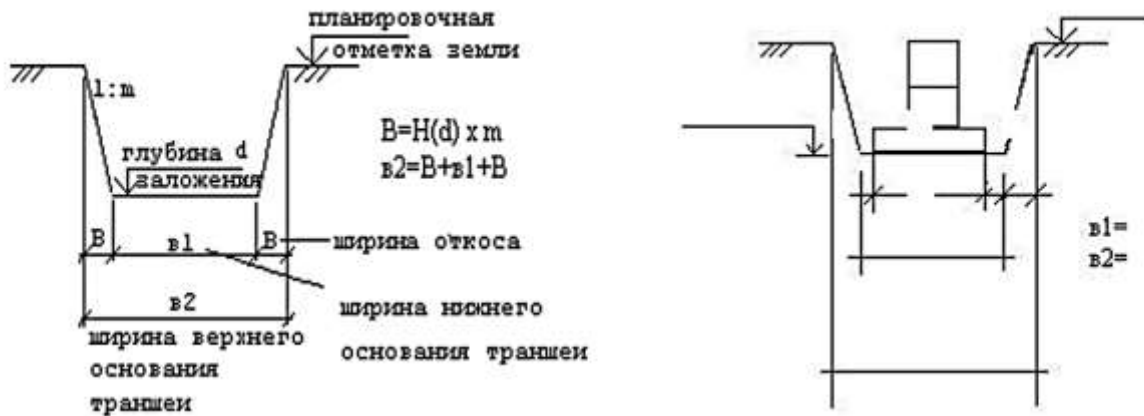 планировочная
отметка земли
1:m
B=H(d) x m
в2=B+в1+B
глубина d
заложения
B
в1
B
ширина откоса
в1=
в2=
в2
ширина нижнего
основания траншеи
ширина верхнего
основания
траншеи